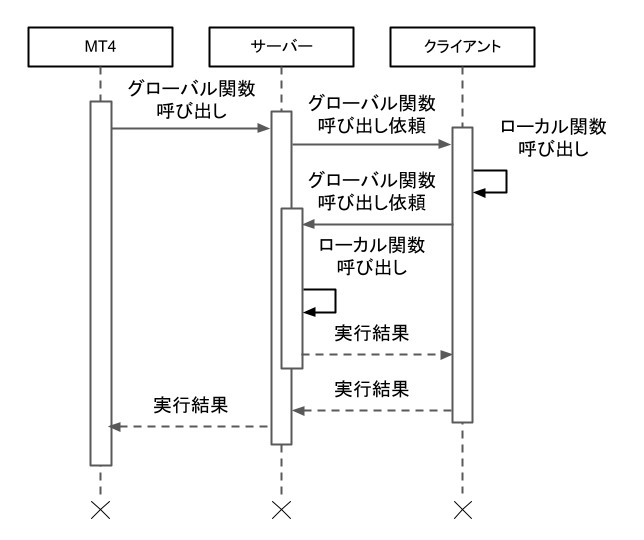 MT4
サーバー
クライアント
グローバル関数
呼び出し
グローバル関数
呼び出し依頼
ローカル関数
呼び出し
グローバル関数
呼び出し依頼
ローカル関数
呼び出し
実行結果
実行結果
実行結果